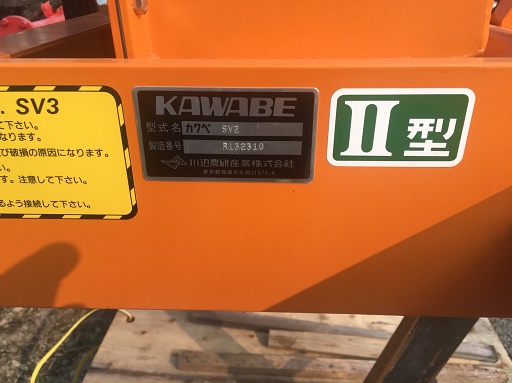 . SV3
て下さい。
なります。
び破損の原因になります。
い。
す。注意して下さい。
るよう接続して下さい。
KAWABE
型式名 カワベ SV2
製造番号 R132310
川辺農研産業株式会社
II型